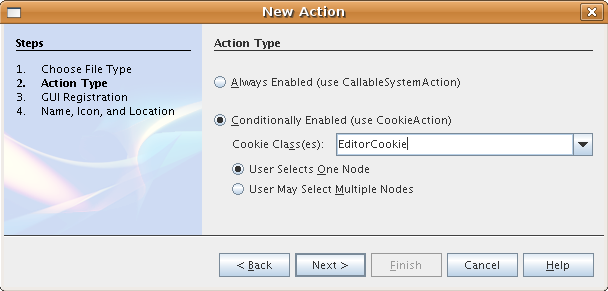 New Action
Steps
1. Choose File Type
2. Action Type
3. GUI Registration
4. Name, Icon, and Location
Action Type
Always Enabled (use CallableSystemAction)
Conditionally Enabled (use CookieAction)
Cookie Class(es): EditorCookie
User Selects One Node
User May Select Multiple Nodes
< Back Next > Finish Cancel Help